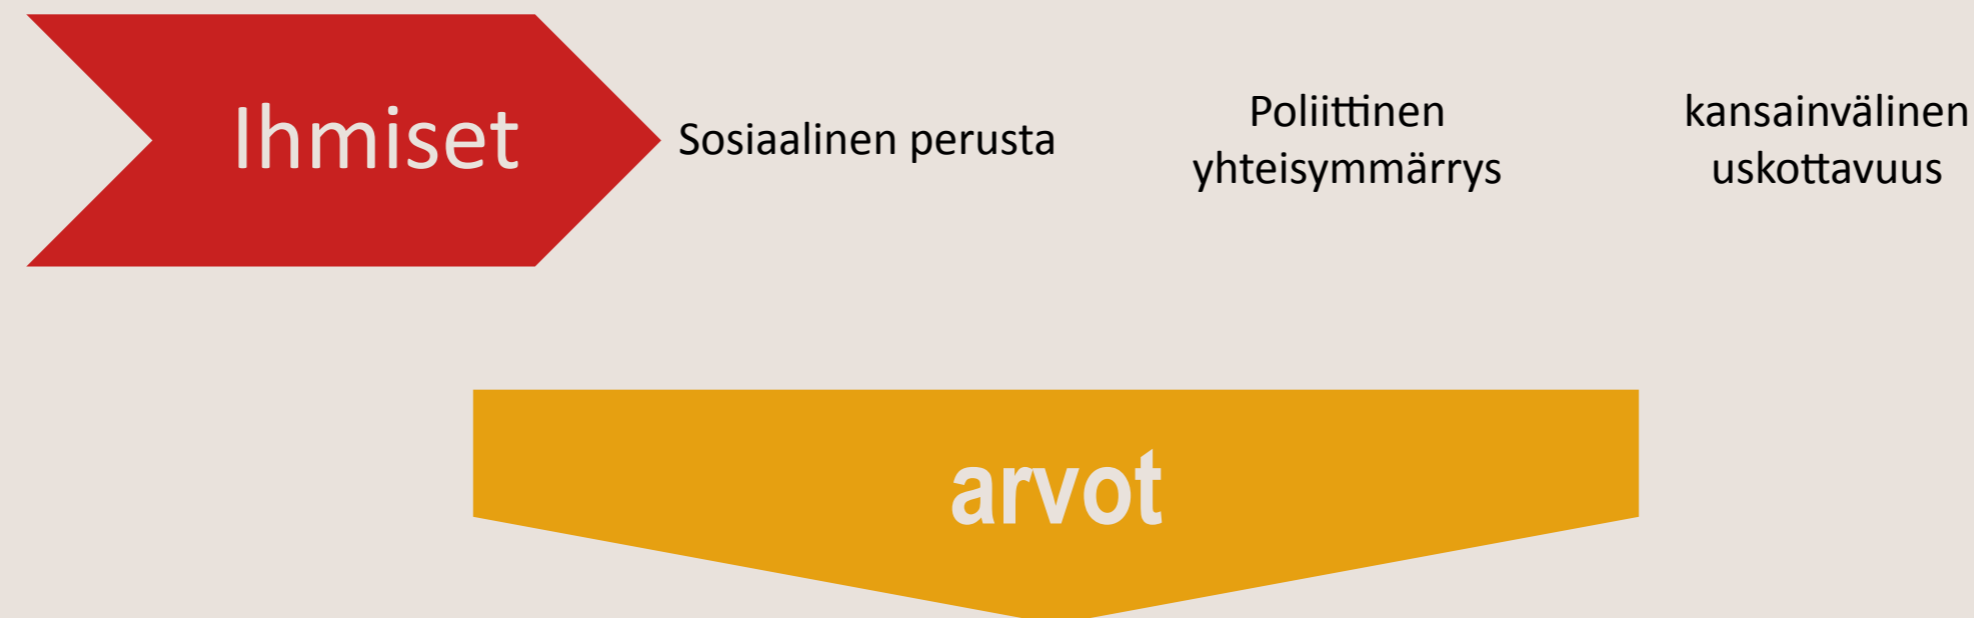 Ihmiset
Sosiaalinen perusta
Poliittinen
yhteisymmärrys
kansainvälinen
uskottavuus
arvot